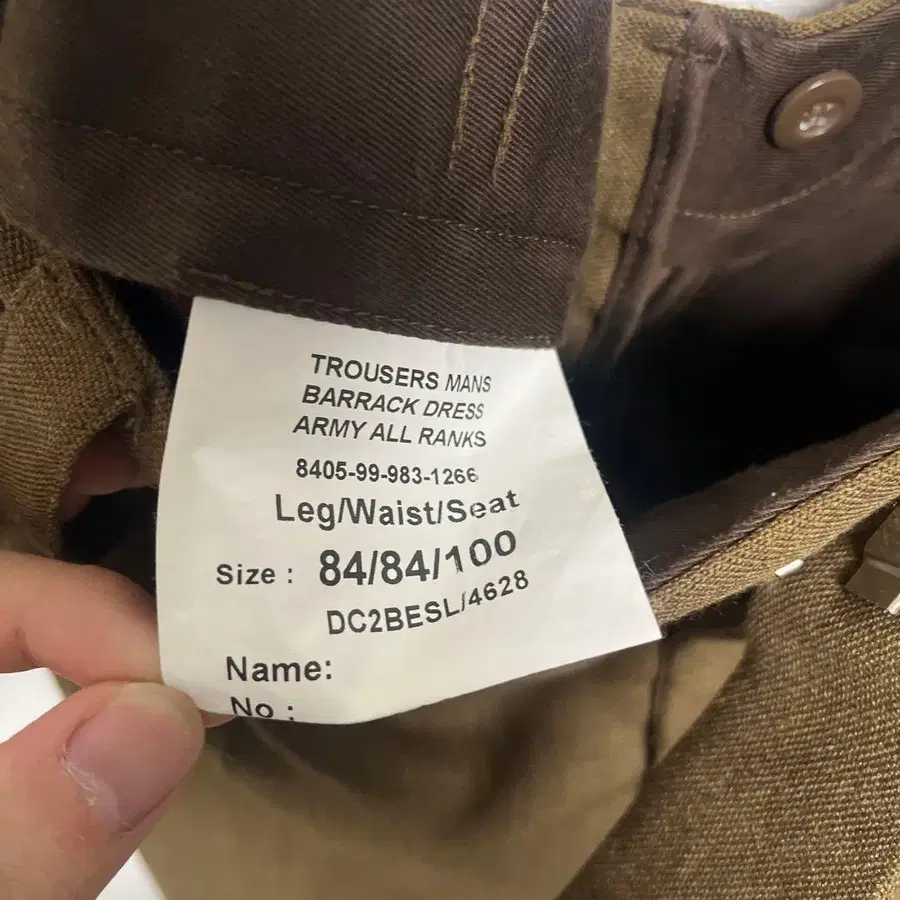 TROUSERS MANS
BARRACK DRESS
ARMY ALL RANKS
8405-99-983-1266
Leg/Waist/Seat
Size : 84/84/100
DC2BESL/4628
Name:
No :